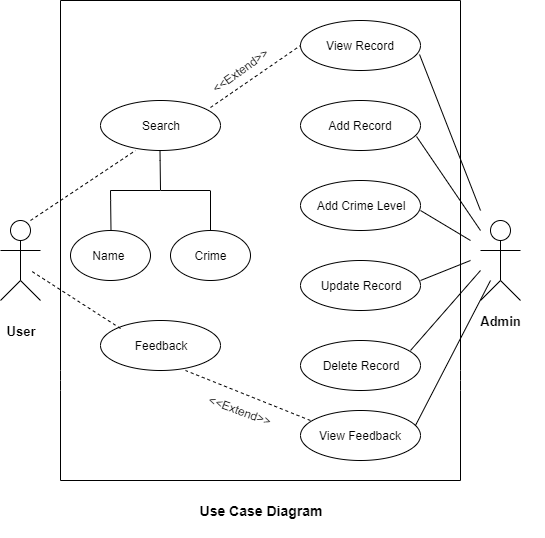 View Record
<<Extend>>
Search
Add Record
Add Crime Level
Name
Crime
Update Record
User
Admin
Feedback
Delete Record
<<Extend>>
View Feedback
Use Case Diagram